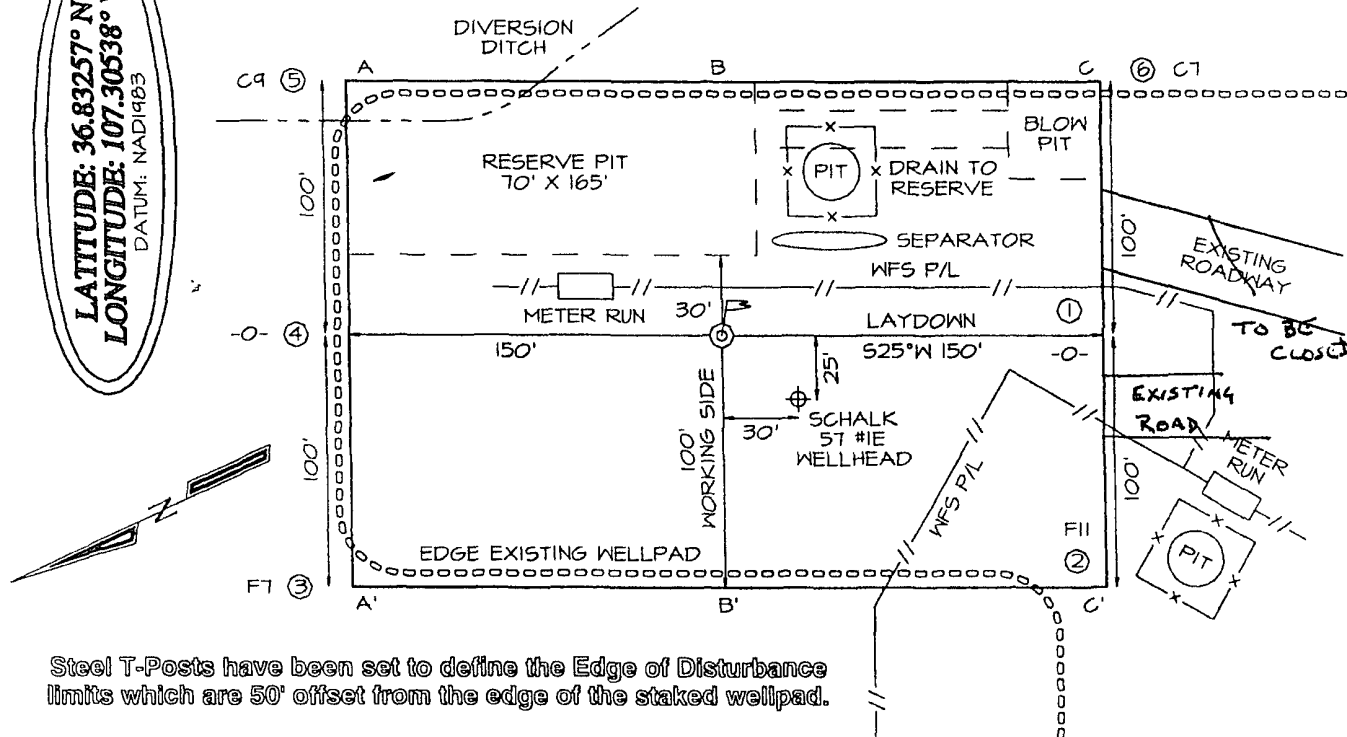 LATITUDE: 36.83257° N
LONGITUDE: 107.30538°
DATUM: NAD1983
DIVERSION
DITCH
C9 ⑤
A
B
C
⑥ C7
BLOW
PIT
RESERVE PIT
70' X 165'
PIT
DRAIN TO
RESERVE
100'
100'
SEPARATOR
EXISTING
ROADWAY
WFS P/L
METER RUN
30'
LAYDOWN
①
TO BE
CLOSED
-0- ④
150'
S25°W 150'
-0-
25'
EXISTING
ROAD
30'
SCHALK
57 #1E
WELLHEAD
100'
WORKING SIDE
100'
100'
WFS P/L
METER
RUN
EDGE EXISTING WELLPAD
F11
②
PIT
F7 ③
A'
B'
C'
N
Steel T-Posts have been set to define the Edge of Disturbance
limits which are 50' offset from the edge of the staked wellpad.